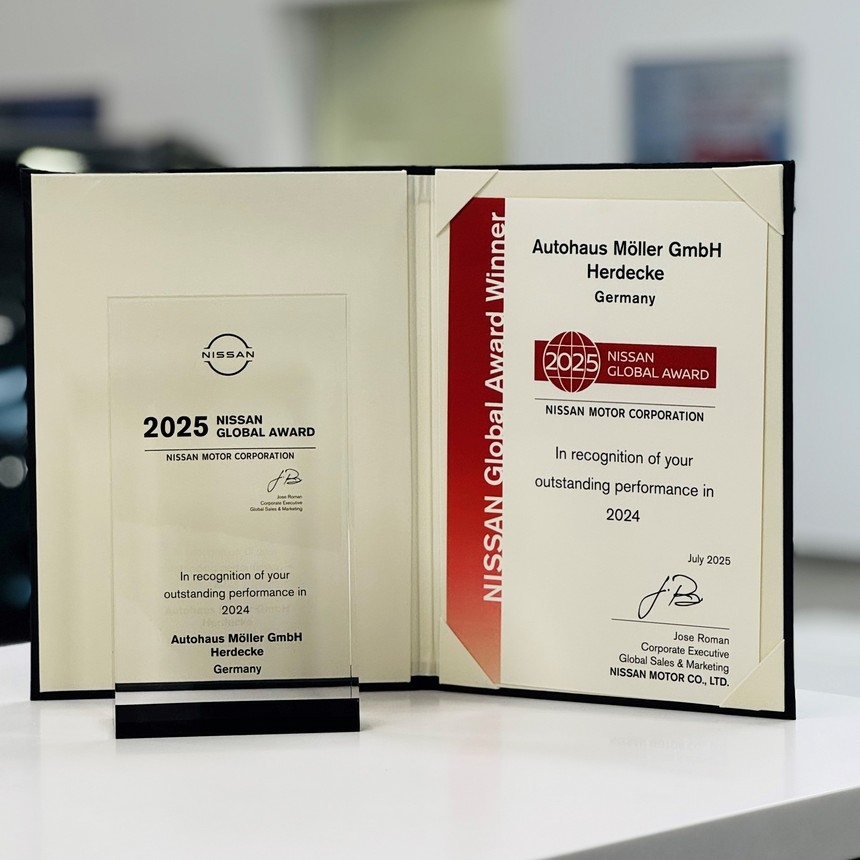 NISSAN
2025 NISSAN
GLOBAL AWARD
NISSAN MOTOR CORPORATION
Jose Roman
Corporate Executive
Global Sales & Marketing
In recognition of your
outstanding performance in
2024
Autohaus Möller GmbH
Herdecke
Germany
NISSAN Global Award Winner
Autohaus Möller GmbH
Herdecke
Germany
2025 NISSAN
GLOBAL AWARD
NISSAN MOTOR CORPORATION
In recognition of your
outstanding performance in
2024
July 2025
Jose Roman
Corporate Executive
Global Sales & Marketing
NISSAN MOTOR CO., LTD.